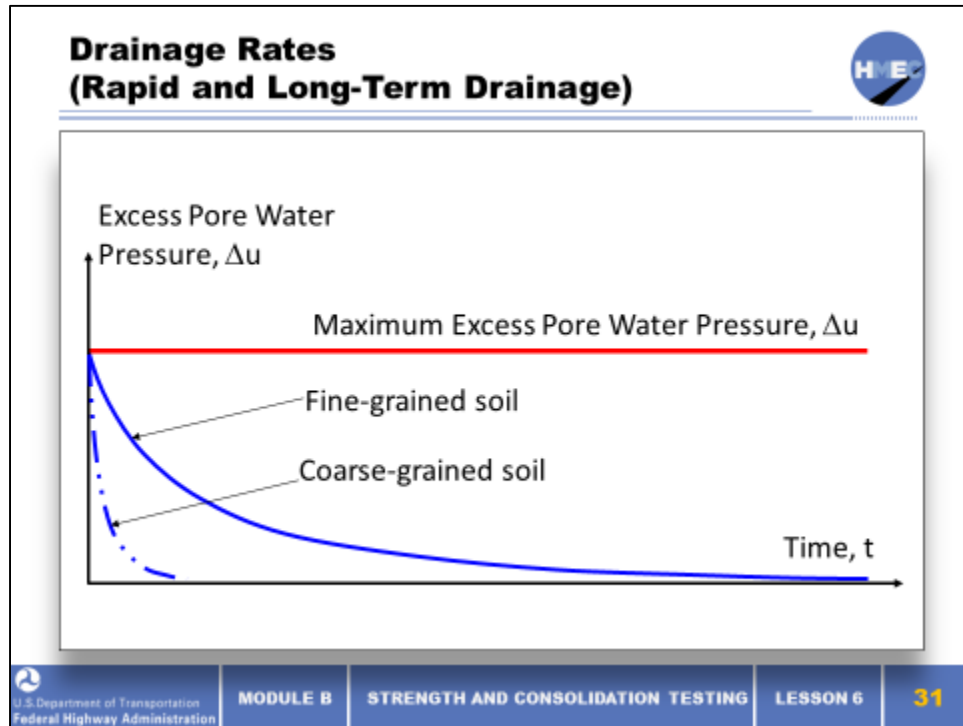 Drainage Rates
(Rapid and Long-Term Drainage)
HMEC
Excess Pore Water
Pressure, Δu
Maximum Excess Pore Water Pressure, Δu
Fine-grained soil
Coarse-grained soil
Time, t
U.S.Department of Transportation
Federal Highway Administration
MODULE B
STRENGTH AND CONSOLIDATION TESTING
LESSON 6
31